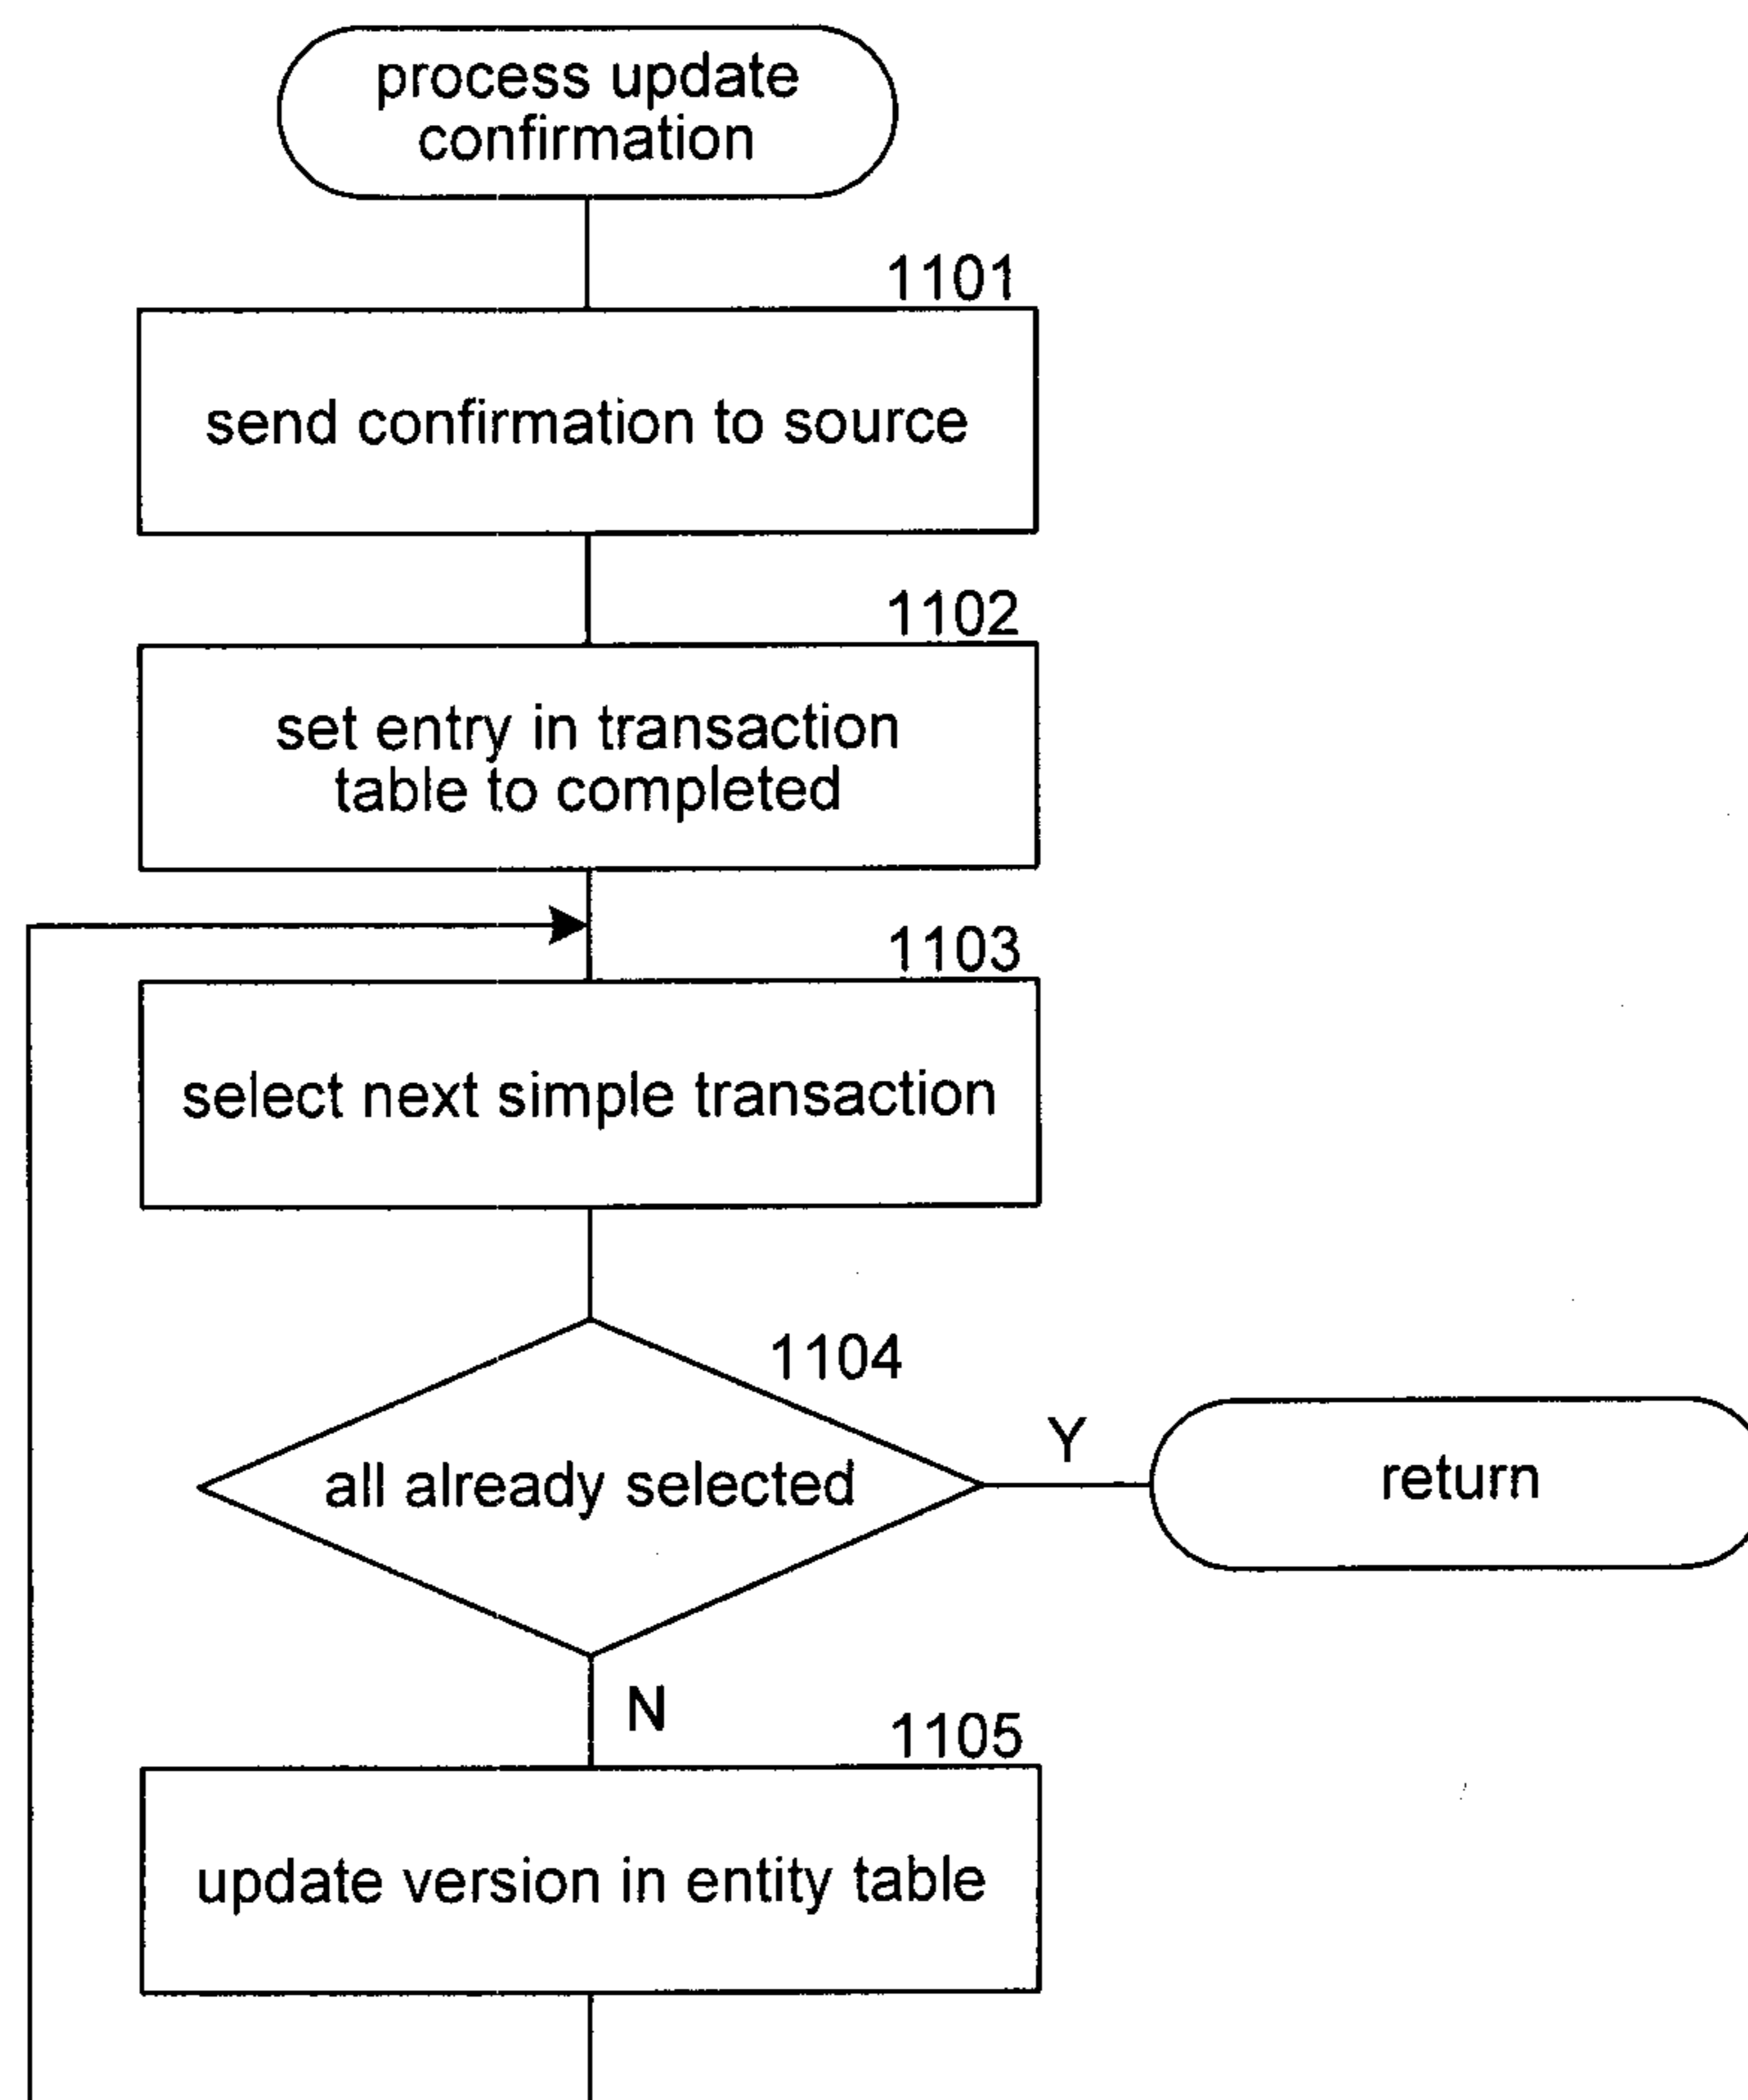 process update
confirmation
1101
send confirmation to source
1102
set entry in transaction
table to completed
1103
select next simple transaction
1104
all already selected
Y
return
N
1105
update version in entity table